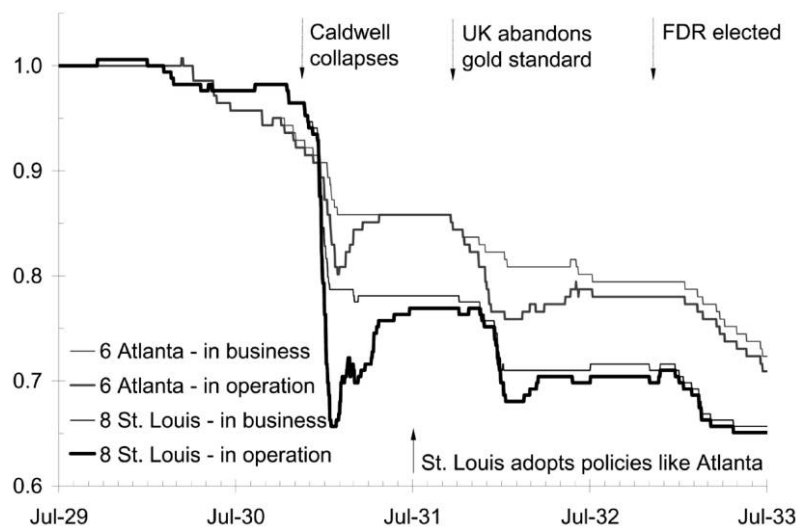 Caldwell
collapses
UK abandons
gold standard
FDR elected
1.0
0.9
0.8
0.7
0.6
6 Atlanta - in business
6 Atlanta - in operation
8 St. Louis - in business
8 St. Louis - in operation
St. Louis adopts policies like Atlanta
Jul-29 Jul-30 Jul-31 Jul-32 Jul-33